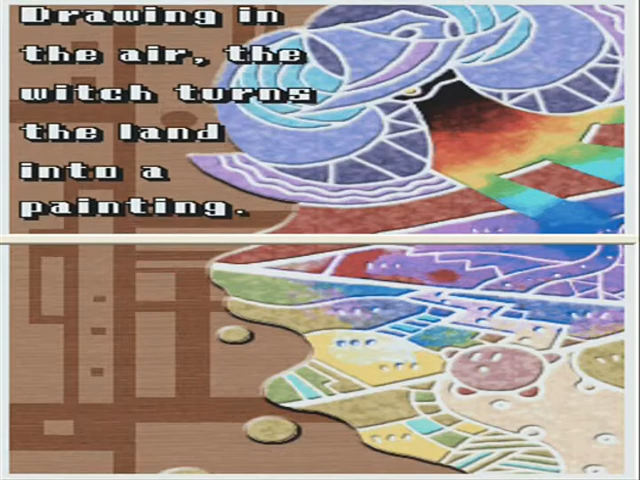 Drawing in
the air, the
witch turns
the land
into a
painting.